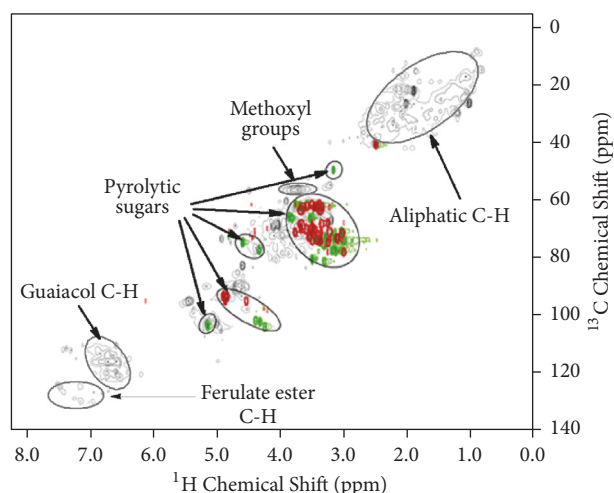 Methoxyl
groups
Pyrolytic
sugars
Aliphatic C-H
Guaiacol C-H
Ferulate ester
C-H
0
20
40
60
80
100
120
140
¹³C Chemical Shift (ppm)
8.0 7.0 6.0 5.0 4.0 3.0 2.0 1.0 0.0
¹H Chemical Shift (ppm)